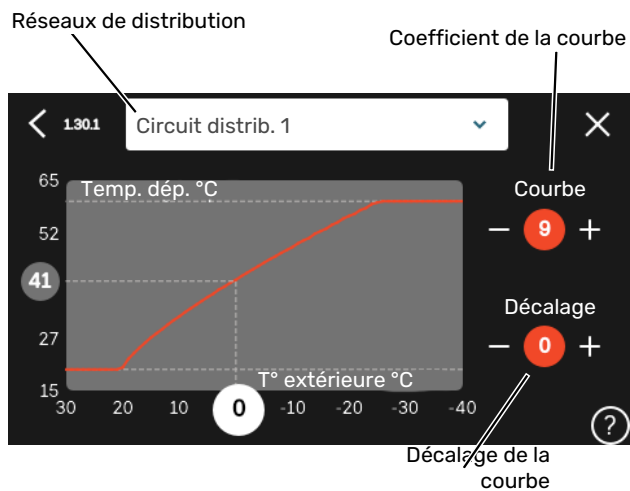 Réseaux de distribution
Coefficient de la courbe
1.30.1
Circuit distrib. 1
65
Temp. dép. °C
52
41
27
15
T° extérieure °C
30 20 10 0 -10 -20 -30 -40
Courbe
− 9 +
Décalage
− 0 +
?
Décalage de la
courbe